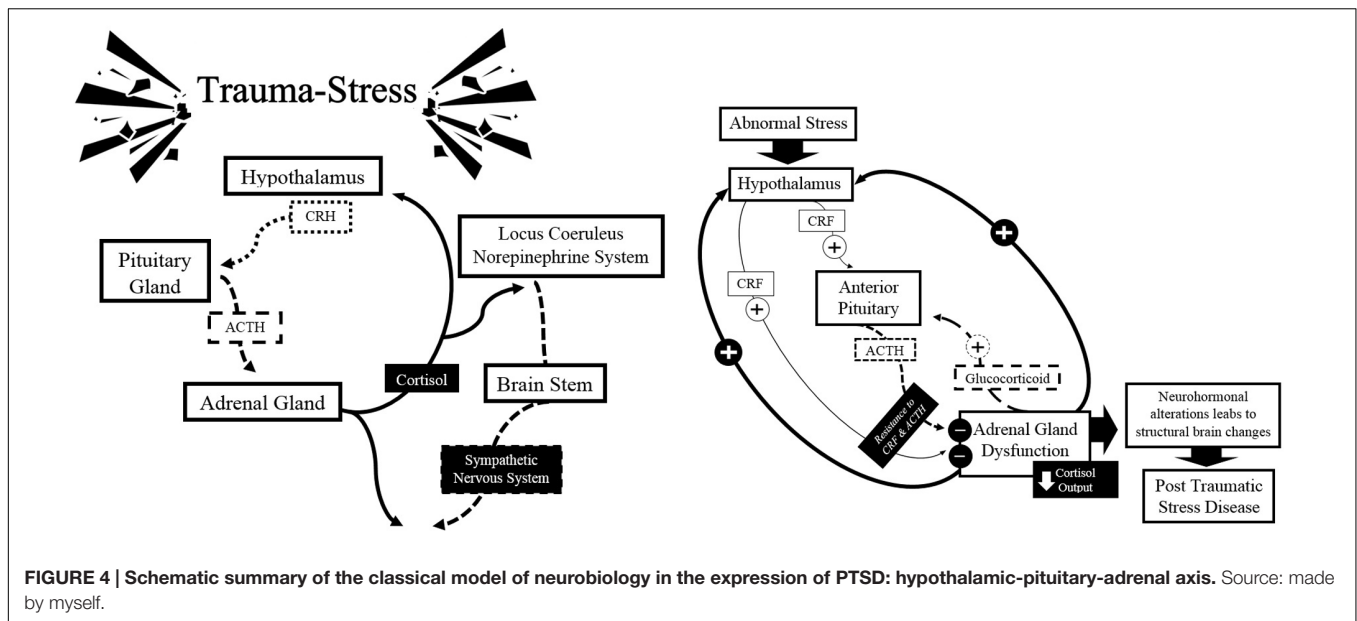 Trauma-Stress
Hypothalamus
CRH
Pituitary
Gland
ACTH
Adrenal Gland
Cortisol
Locus Coeruleus
Norepinephrine System
Brain Stem
Sympathetic
Nervous System
Abnormal Stress
Hypothalamus
CRF
+
CRF
+
Anterior
Pituitary
ACTH
+
Glucocorticoid
+
+
Resistance to
CRF & ACTH
−
−
Adrenal Gland
Dysfunction
Cortisol
Output
Neurohormonal
alterations leabs to
structural brain changes
Post Traumatic
Stress Disease
FIGURE 4 | Schematic summary of the classical model of neurobiology in the expression of PTSD: hypothalamic-pituitary-adrenal axis. Source: made
by myself.